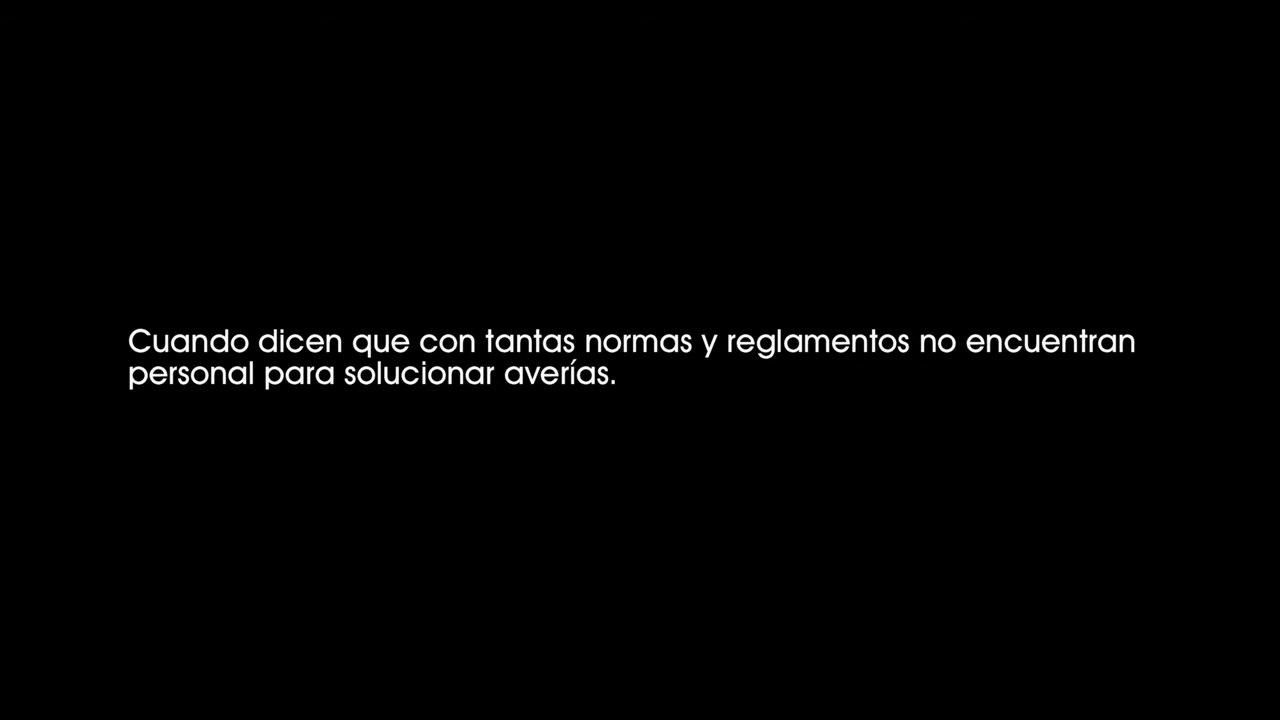 Cuando dicen que con tantas normas y reglamentos no encuentran
personal para solucionar averías.